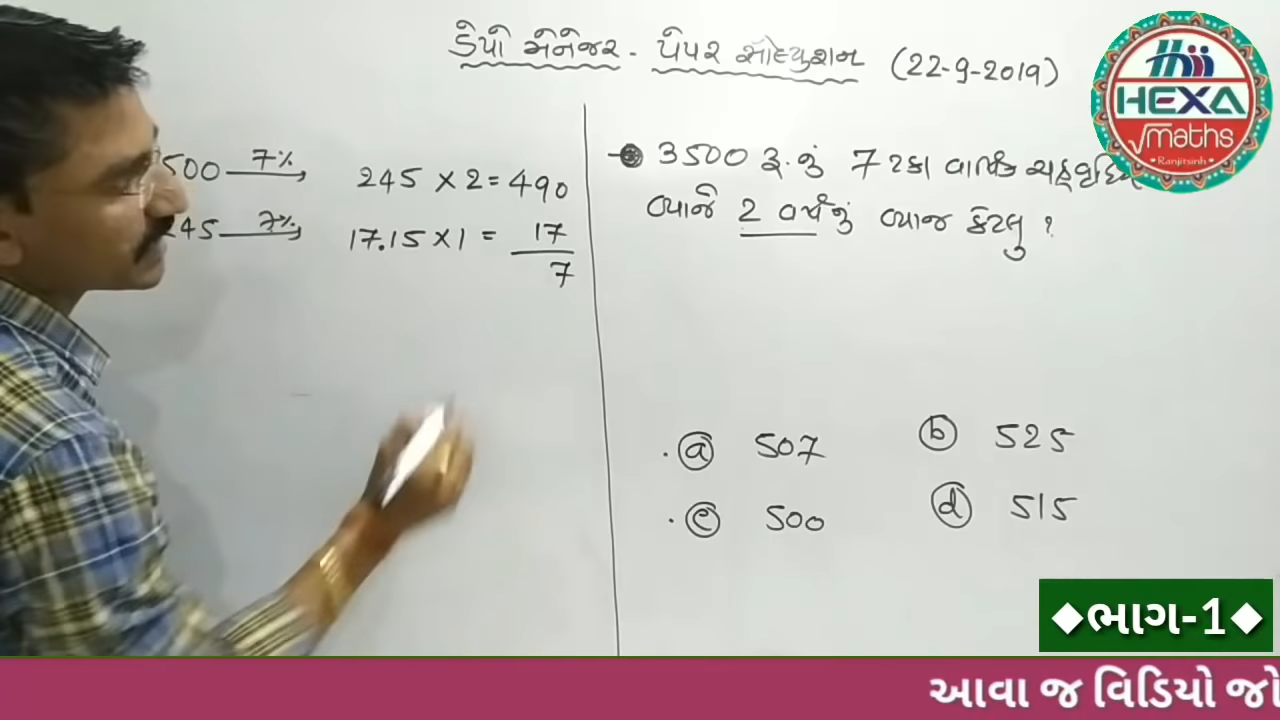 ડેપો મેનેજર - પેપર સોલ્યુશન (22-9-2019)
HEXA
maths
Ranjitsinh
500 7% → 245 × 2 = 490
245 7% → 17.15 × 1 = 17
7
3500 રૂ. નું 7 ટકા વાર્ષિક ચક્રવૃદ્ધિ
વ્યાજે 2 વર્ષનું વ્યાજ કેટલુ ?
(a) 507 (b) 525
(c) 500 (d) 515
◆ભાગ-1◆
આવા જ વિડિયો જો